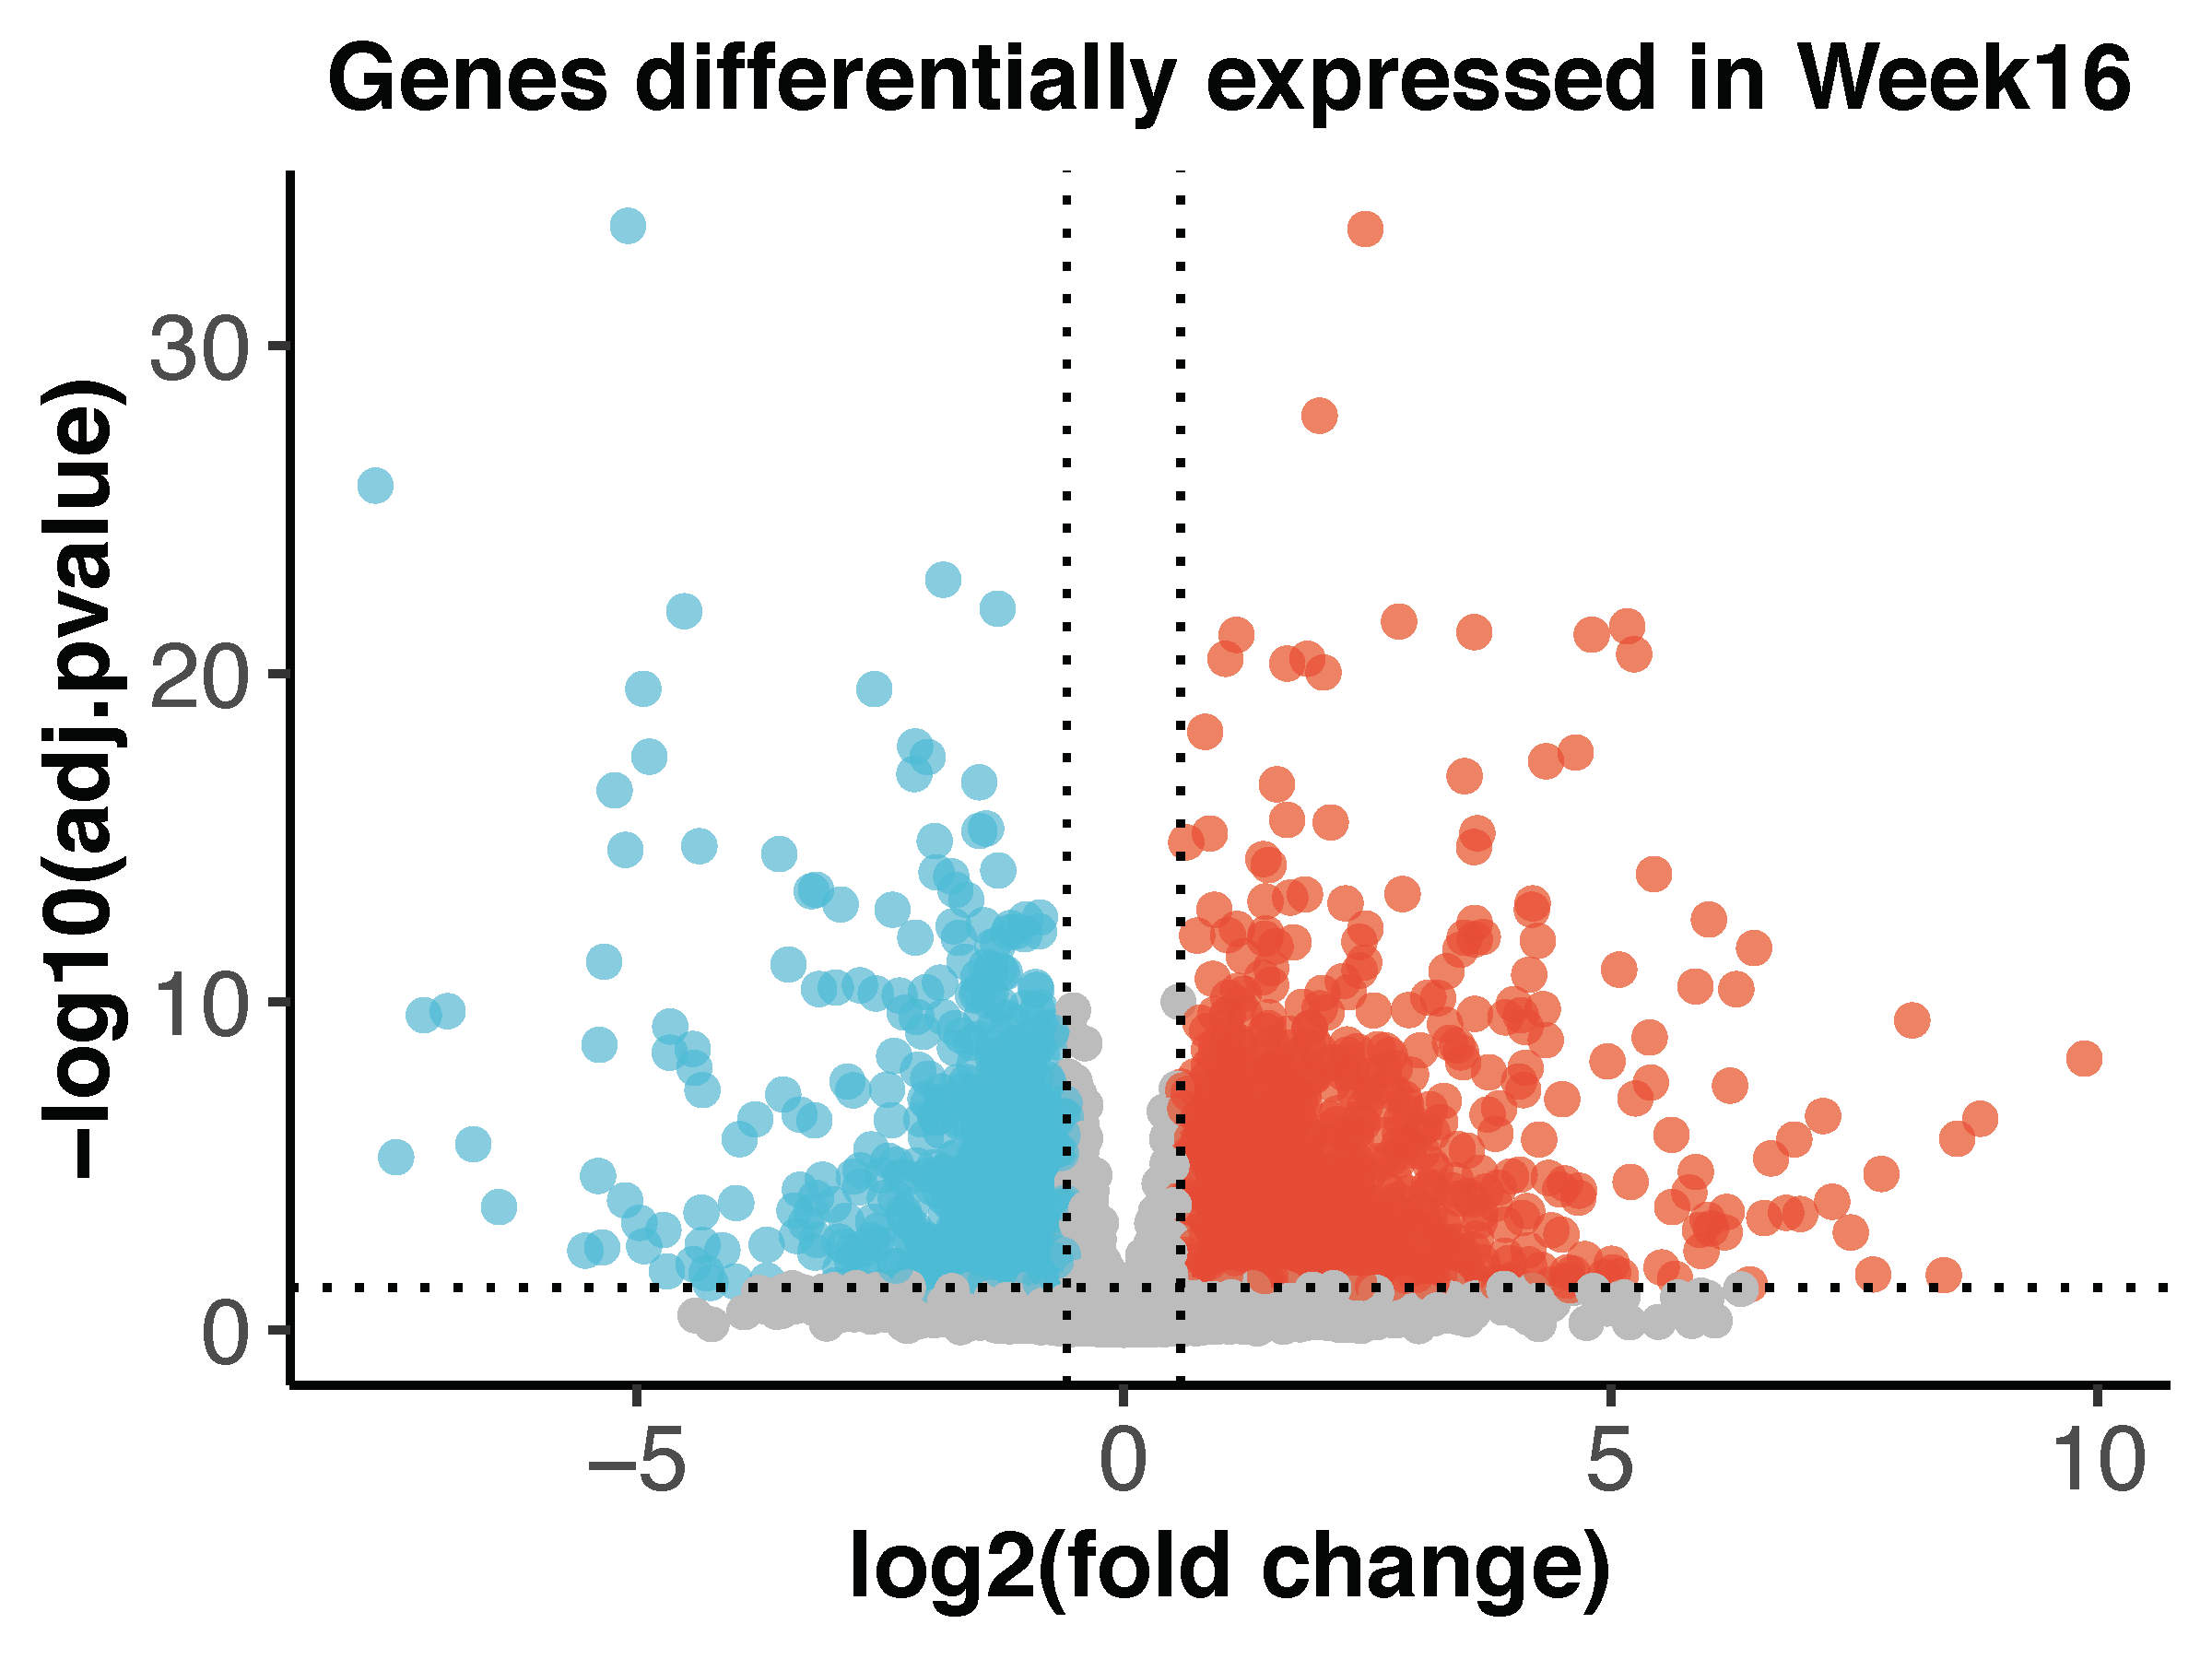 Genes differentially expressed in Week16
−log10(adj.pvalue)
30
20
10
0
−5 0 5 10
log2(fold change)